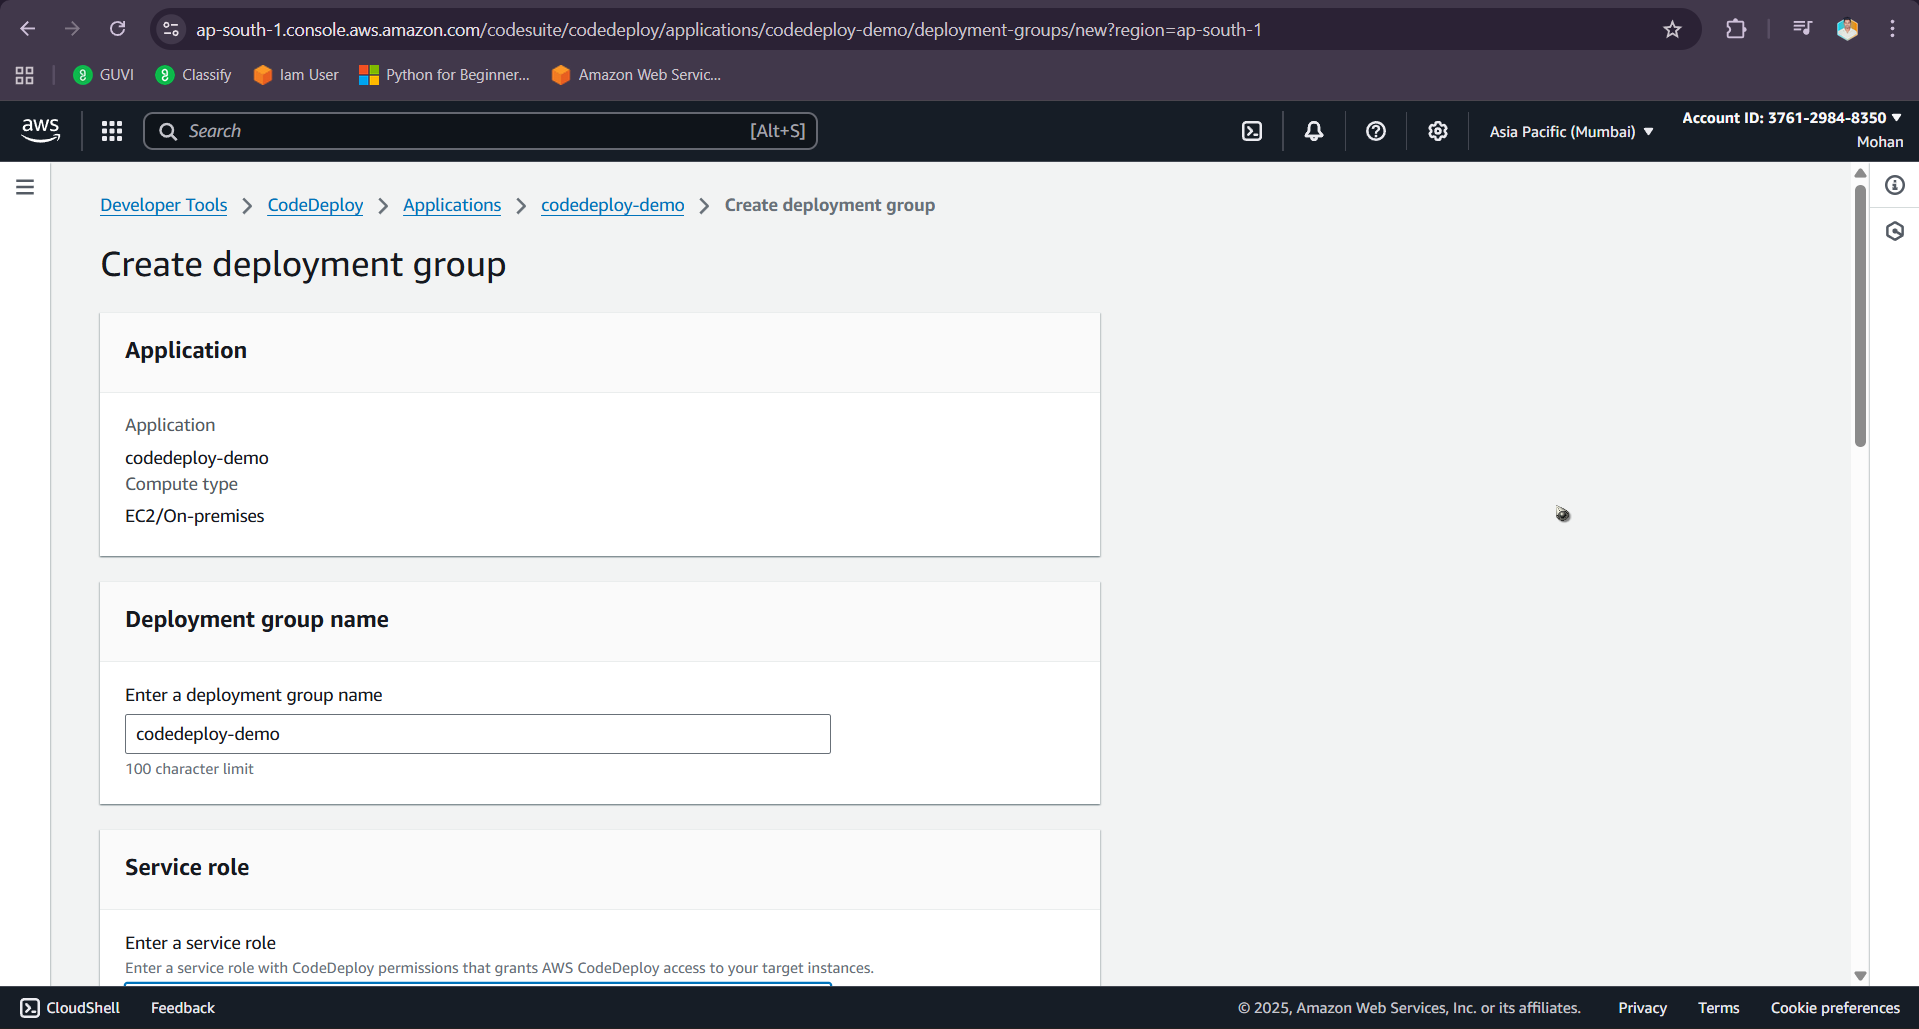 ap-south-1.console.aws.amazon.com/codesuite/codedeploy/applications/codedeploy-demo/deployment-groups/new?region=ap-south-1
GUVI
Classify
Iam User
Python for Beginner...
Amazon Web Servic...
aws
Search
[Alt+S]
Asia Pacific (Mumbai)
Account ID: 3761-2984-8350
Mohan
Developer Tools
CodeDeploy
Applications
codedeploy-demo
Create deployment group
Create deployment group
Application
Application
codedeploy-demo
Compute type
EC2/On-premises
Deployment group name
Enter a deployment group name
codedeploy-demo
100 character limit
Service role
Enter a service role
Enter a service role with CodeDeploy permissions that grants AWS CodeDeploy access to your target instances.
CloudShell
Feedback
© 2025, Amazon Web Services, Inc. or its affiliates.
Privacy
Terms
Cookie preferences